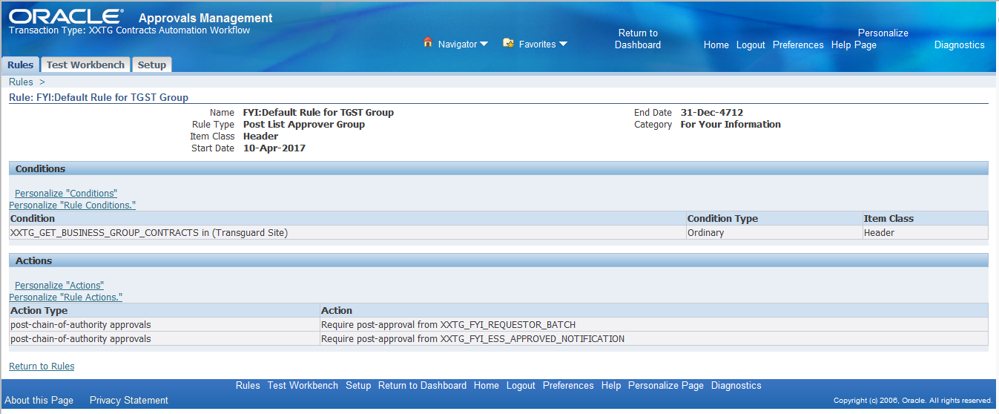 ORACLE® Approvals Management
Transaction Type: XXTG Contracts Automation Workflow
Navigator Favorites Return to Dashboard Home Logout Preferences Help Personalize Page Diagnostics
Rules Test Workbench Setup
Rules >
Rule: FYI:Default Rule for TGST Group
Name FYI:Default Rule for TGST Group End Date 31-Dec-4712
Rule Type Post List Approver Group Category For Your Information
Item Class Header
Start Date 10-Apr-2017
Conditions
Personalize "Conditions"
Personalize "Rule Conditions."
Condition Condition Type Item Class
XXTG_GET_BUSINESS_GROUP_CONTRACTS in (Transguard Site) Ordinary Header
Actions
Personalize "Actions"
Personalize "Rule Actions."
Action Type Action
post-chain-of-authority approvals Require post-approval from XXTG_FYI_REQUESTOR_BATCH
post-chain-of-authority approvals Require post-approval from XXTG_FYI_ESS_APPROVED_NOTIFICATION
Return to Rules
Rules Test Workbench Setup Return to Dashboard Home Logout Preferences Help Personalize Page Diagnostics
About this Page Privacy Statement Copyright (c) 2006, Oracle. All rights reserved.